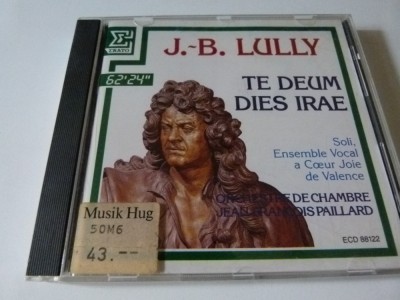 ERATO
J.-B. LULLY
62'24"
TE DEUM
DIES IRAE
Soli,
Ensemble Vocal
a Cœur Joie
de Valence
ORCHESTRE DE CHAMBRE
JEAN-FRANÇOIS PAILLARD
Musik Hug
50M6
43.--
ECD 88122